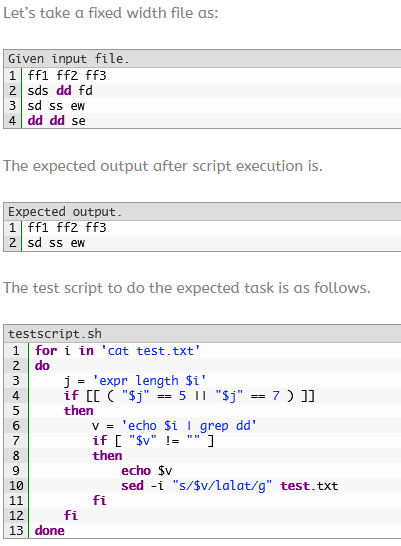 Let's take a fixed width file as:
Given input file.
1 ff1 ff2 ff3
2 sds dd fd
3 sd ss ew
4 dd dd se
The expected output after script execution is.
Expected output.
1 ff1 ff2 ff3
2 sd ss ew
The test script to do the expected task is as follows.
testscript.sh
1 for i in 'cat test.txt'
2 do
3 j = 'expr length $i'
4 if [[ ( "$j" == 5 || "$j" == 7 ) ]]
5 then
6 v = 'echo $i | grep dd'
7 if [ "$v" != "" ]
8 then
9 echo $v
10 sed -i "s/$v/lalat/g" test.txt
11 fi
12 fi
13 done